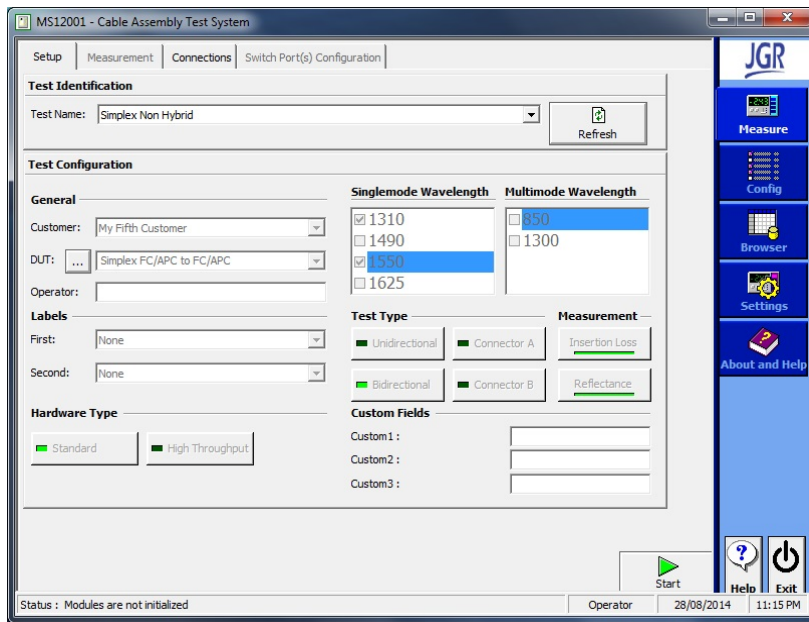 MS12001 - Cable Assembly Test System
Setup Measurement Connections Switch Port(s) Configuration
JGR
Test Identification
Test Name: Simplex Non Hybrid
Refresh
Measure
Test Configuration
Config
General
Singlemode Wavelength Multimode Wavelength
Customer: My Fifth Customer
1310 850
1490 1300
DUT: ... Simplex FC/APC to FC/APC
1550
Browser
Operator:
1625
Labels
Test Type Measurement
Settings
First: None
Unidirectional Connector A Insertion Loss
Second: None
Bidirectional Connector B Reflectance
About and Help
Hardware Type
Custom Fields
Standard High Throughput
Custom1 :
Custom2 :
Custom3 :
Start
Help Exit
Status : Modules are not initialized Operator 28/08/2014 11:15 PM